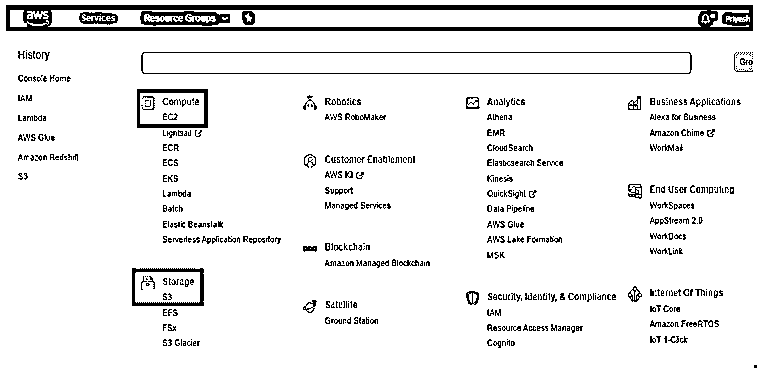 aws Services Resource Groups Priyesh
Gro
History
Console Home
IAM
Lambda
AWS Glue
Amazon Redshift
S3
Compute
EC2
Lightsail
ECR
ECS
EKS
Lambda
Batch
Elastic Beanstalk
Serverless Application Repository
Storage
S3
EFS
FSx
S3 Glacier
Robotics
AWS RoboMaker
Customer Enablement
AWS IQ
Support
Managed Services
Blockchain
Amazon Managed Blockchain
Satellite
Ground Station
Analytics
Athena
EMR
CloudSearch
Elasticsearch Service
Kinesis
QuickSight
Data Pipeline
AWS Glue
AWS Lake Formation
MSK
Security, Identity, & Compliance
IAM
Resource Access Manager
Cognito
Business Applications
Alexa for Business
Amazon Chime
WorkMail
End User Computing
WorkSpaces
AppStream 2.0
WorkDocs
WorkLink
Internet Of Things
IoT Core
Amazon FreeRTOS
IoT 1-Click